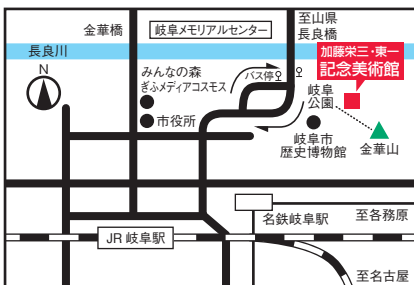 金華橋
岐阜メモリアルセンター
至山県
長良橋
長良川
加藤栄三・東一
記念美術館
N
みんなの森
ぎふメディアコスモス
バス停
岐阜
公園
市役所
岐阜市
歴史博物館
金華山
名鉄岐阜駅
至各務原
JR 岐阜駅
至名古屋